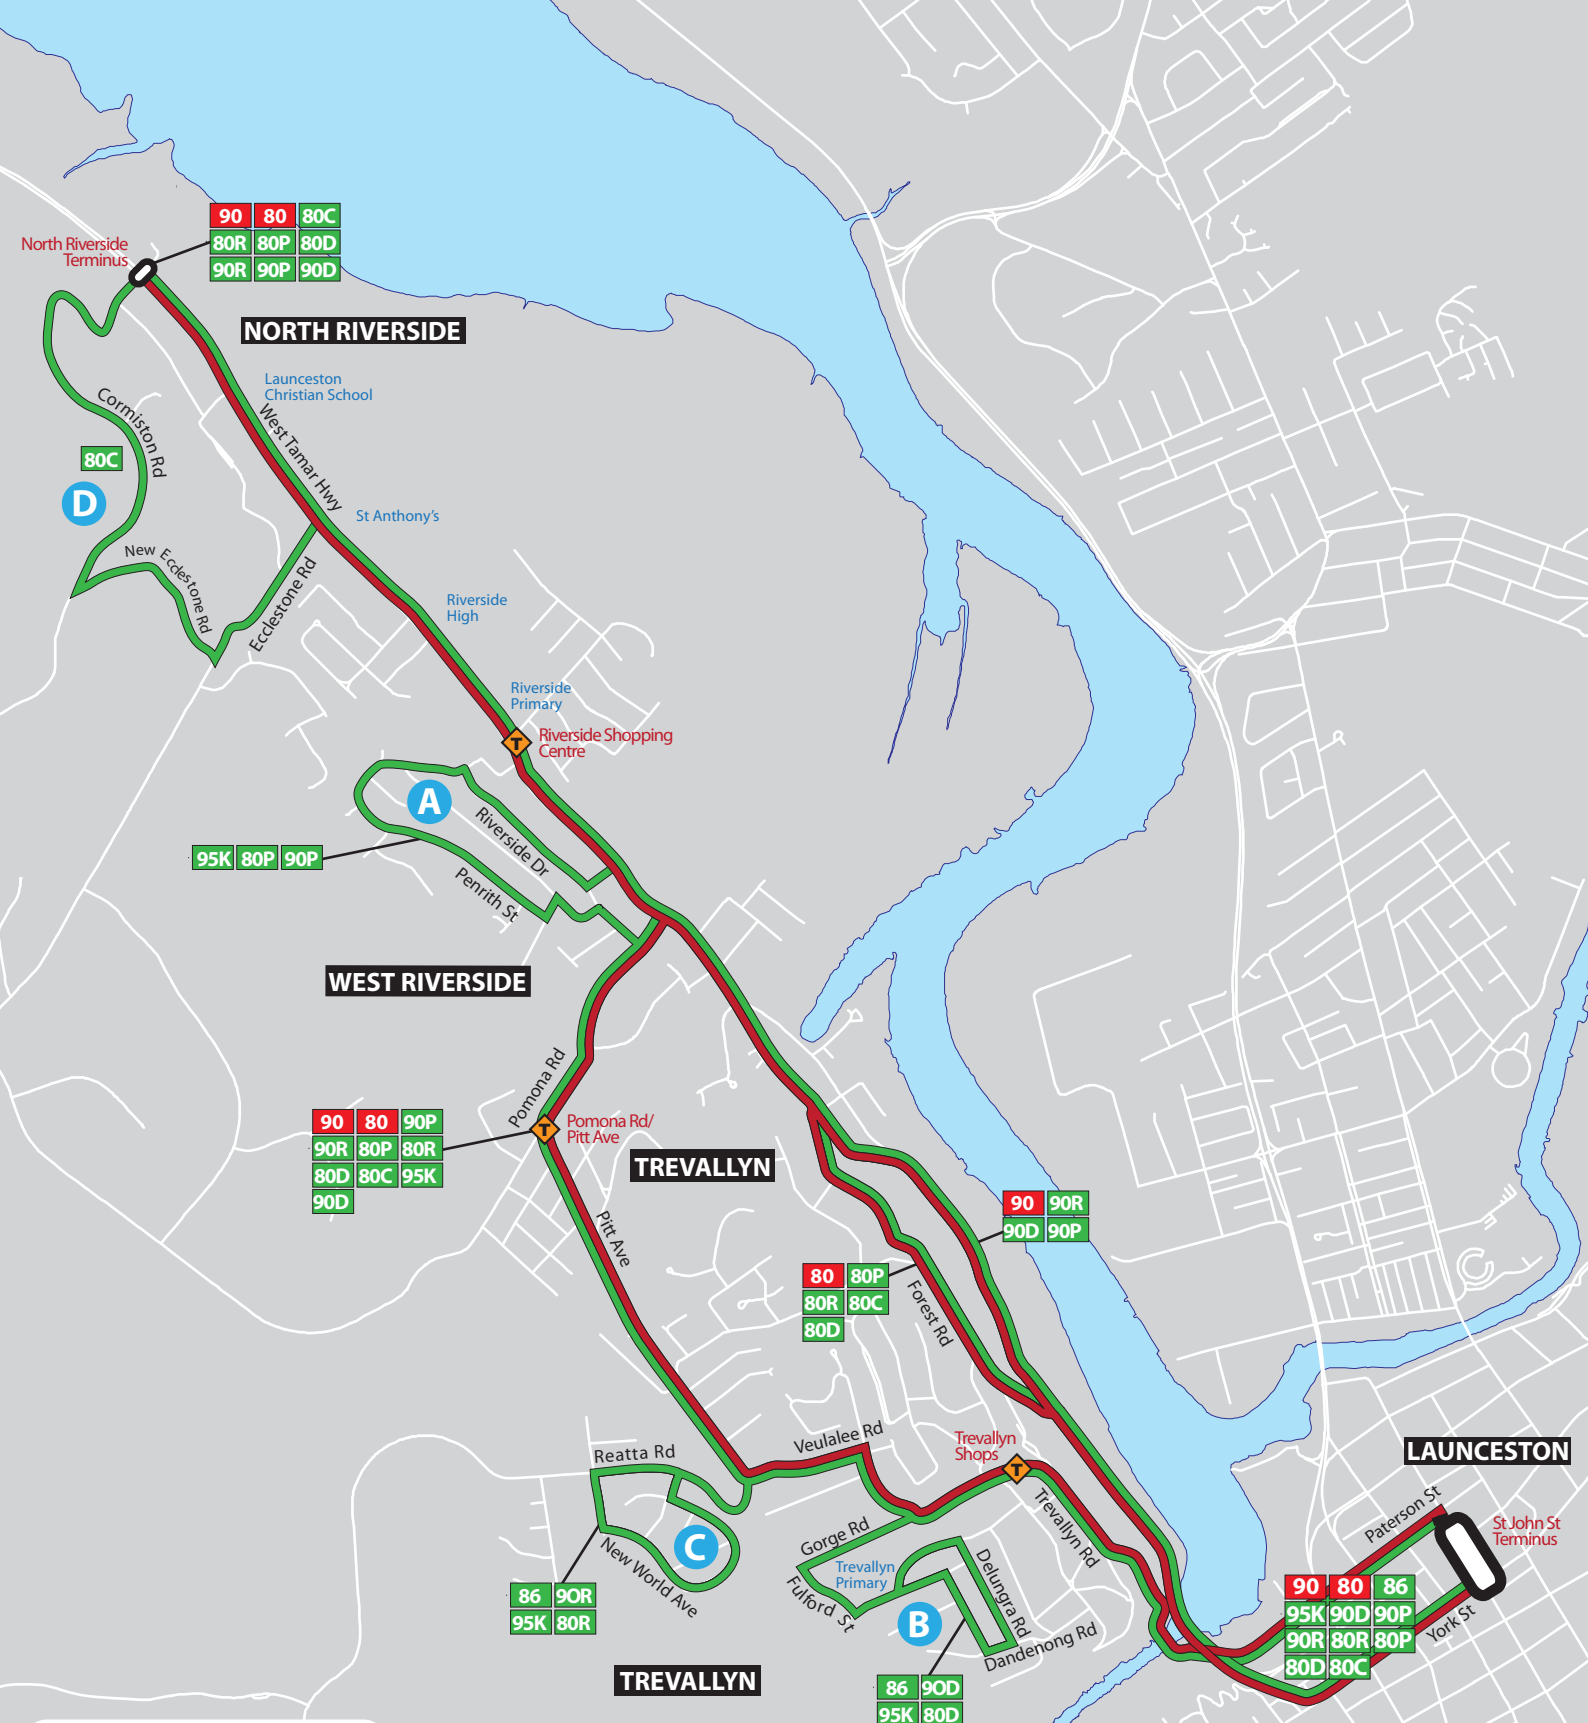 90 80 80C
80R 80P 80D
90R 90P 90D
North Riverside
Terminus
NORTH RIVERSIDE
Launceston
Christian School
West Tamar Hwy
Cormiston Rd
80C
D
St Anthony's
New Ecclestone Rd
Ecclestone Rd
Riverside
High
Riverside
Primary
T
Riverside Shopping
Centre
A
Riverside Dr
95K 80P 90P
Penrith St
WEST RIVERSIDE
Pomona Rd
90 80 90P
90R 80P 80R
80D 80C 95K
90D
T
Pomona Rd/
Pitt Ave
TREVALLYN
Pitt Ave
90 90R
90D 90P
80 80P
80R 80C
80D
Forest Rd
Veulalee Rd
Reatta Rd
Trevallyn
Shops
T
Trevallyn Rd
LAUNCESTON
Paterson St
St John St
Terminus
Gorge Rd
C
New World Ave
Trevallyn
Primary
Fulford St
Delungra Rd
Dandenong Rd
B
86 9OR
95K 80R
90 80 86
95K 90D 90P
90R 80R 80P
80D 80C
York St
TREVALLYN
86 9OD
95K 80D